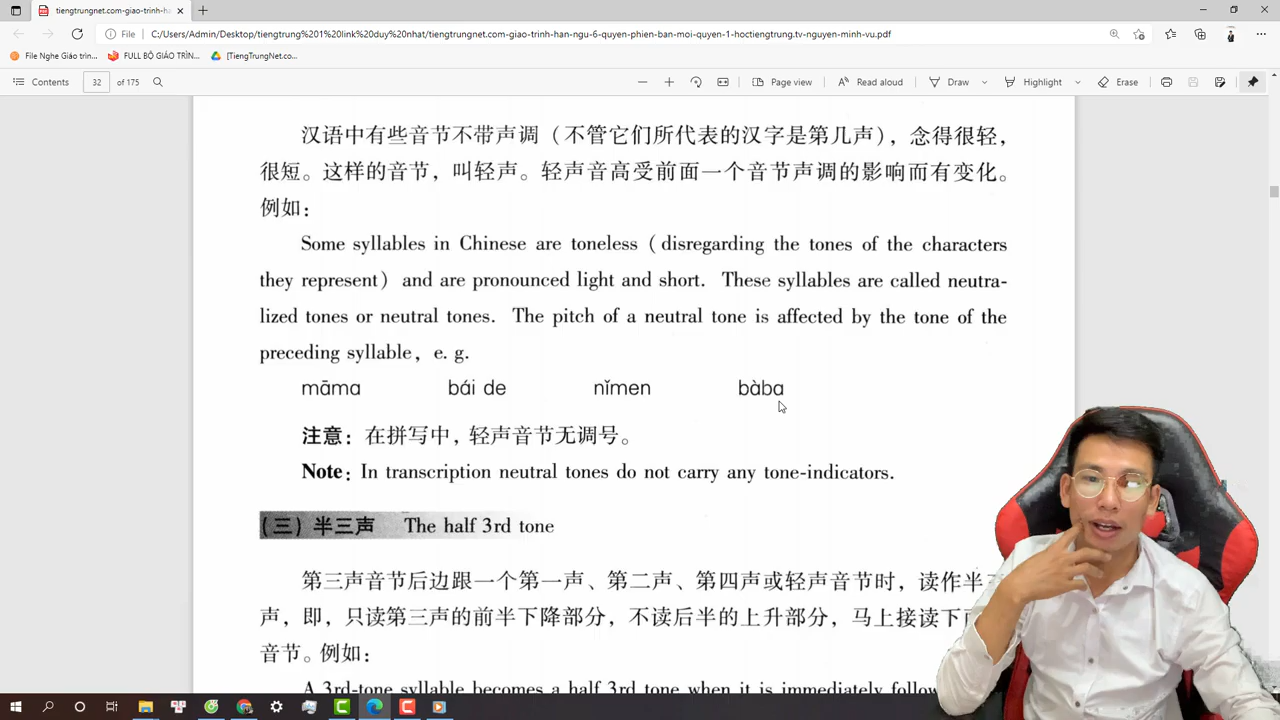 tiengtrungnet.com-giao-trinh-ha
File
C:/Users/Admin/Desktop/tiengtrung%201%20link%20duy%20nhat/tiengtrungnet.com-giao-trinh-han-ngu-6-quyen-phien-ban-moi-quyen-1-hoctiengtrung.tv-nguyen-minh-vu.pdf
File Nghe Giáo trìn... FULL BỘ GIÁO TRÌN... [TiengTrungNet.co...
Contents 32 of 175 Page view Read aloud Draw Highlight Erase
汉语中有些音节不带声调（不管它们所代表的汉字是第几声），念得很轻，
很短。这样的音节，叫轻声。轻声音高受前面一个音节声调的影响而有变化。
例如：
Some syllables in Chinese are toneless (disregarding the tones of the characters
they represent) and are pronounced light and short. These syllables are called neutra-
lized tones or neutral tones. The pitch of a neutral tone is affected by the tone of the
preceding syllable, e. g.
māma bái de nǐmen bàba
注意：在拼写中，轻声音节无调号。
Note: In transcription neutral tones do not carry any tone-indicators.
(三) 半三声 The half 3rd tone
第三声音节后边跟一个第一声、第二声、第四声或轻声音节时，读作半三
声，即，只读第三声的前半下降部分，不读后半的上升部分，马上接读下
音节。例如：
A 3rd-tone syllable becomes a half 3rd tone when it is immediately follow